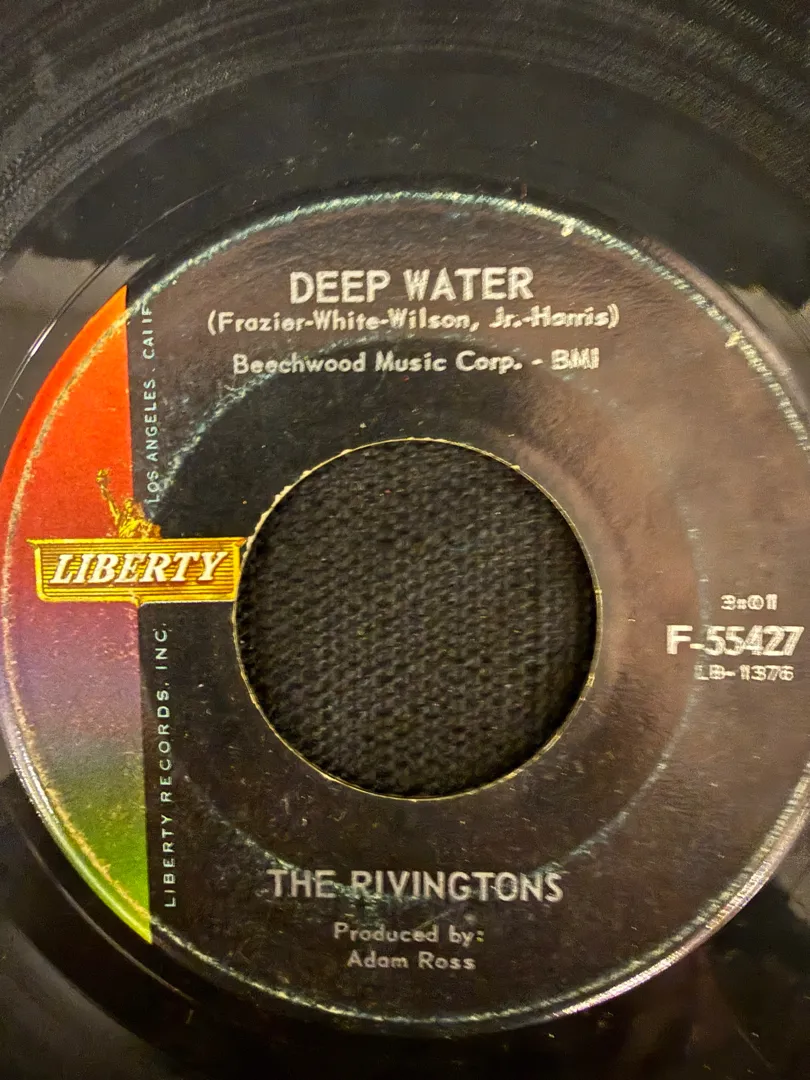 DEEP WATER
(Frazier-White-Wilson, Jr.-Harris)
Beechwood Music Corp. - BMI
LOS ANGELES . CALIF
LIBERTY
LIBERTY RECORDS, INC.
3:01
F-55427
LB-1376
THE RIVINGTONS
Produced by:
Adam Ross